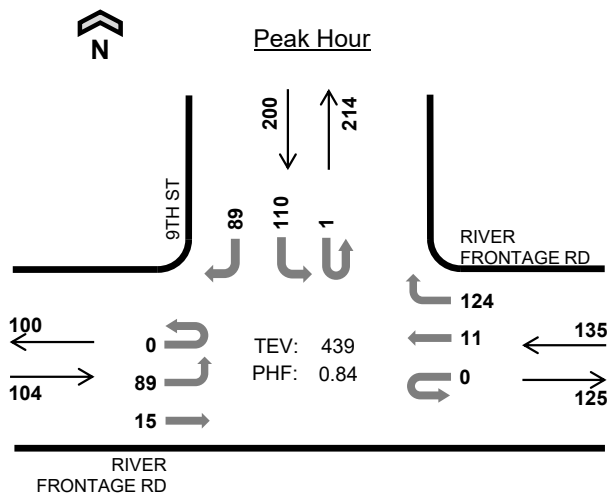 Peak Hour
N
200
214
9TH ST
89
110
1
RIVER
FRONTAGE RD
124
100
0
TEV: 439
11
135
104
89
PHF: 0.84
0
125
15
RIVER
FRONTAGE RD